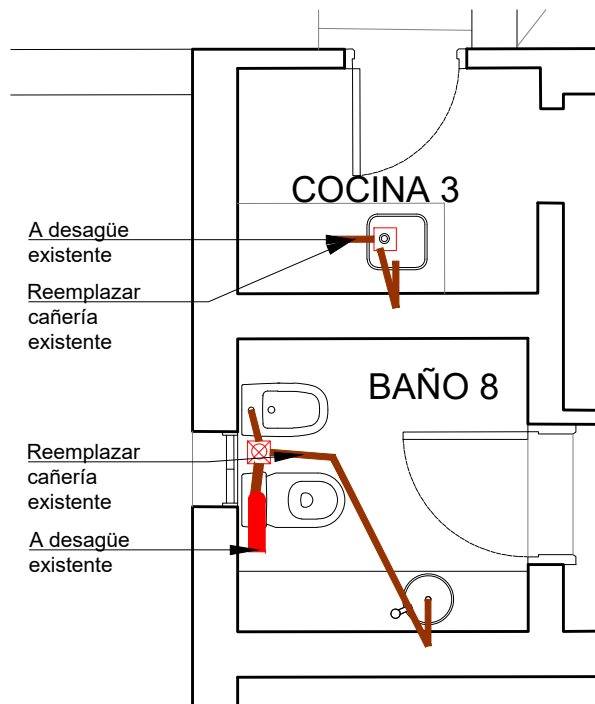 COCINA 3
A desagüe
existente
Reemplazar
cañería
existente
BAÑO 8
Reemplazar
cañería
existente
A desagüe
existente